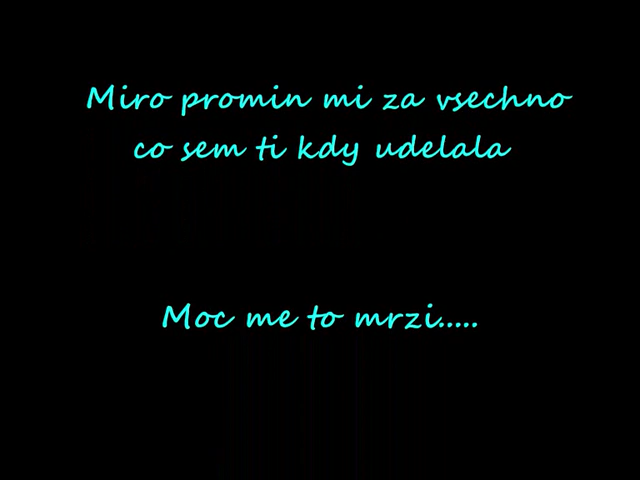 Miro promin mi za vsechno
co sem ti kdy udelala
Moc me to mrzi.....